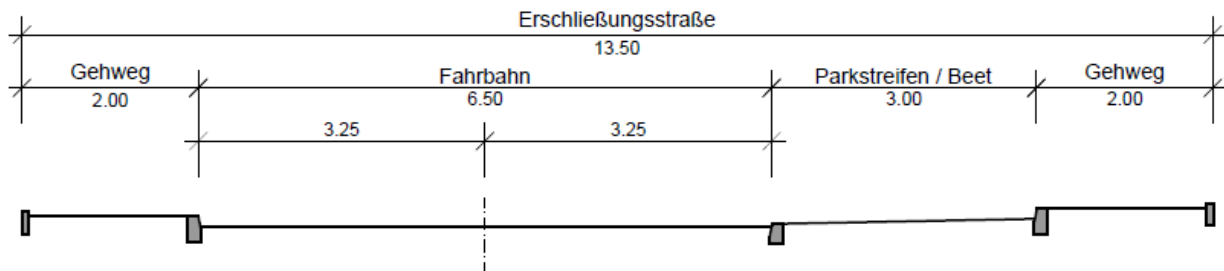 Erschließungsstraße
13.50
Gehweg
Fahrbahn
Parkstreifen / Beet
Gehweg
2.00
6.50
3.00
2.00
3.25
3.25